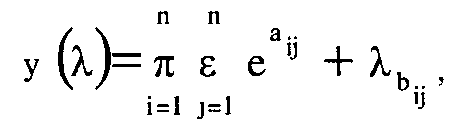 n n
y (λ)= π ε e^{a_{ij}} + λ_{b_{ij}} ,
i=1 j=1